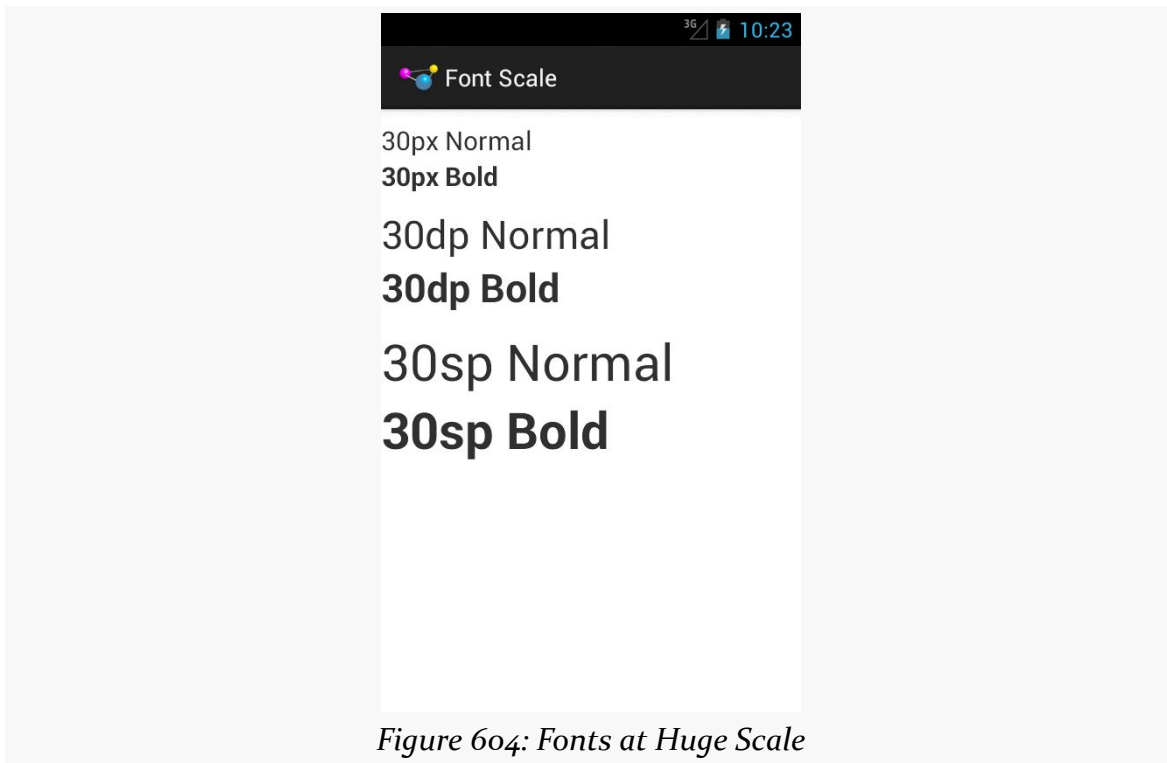 3G 10:23
Font Scale
30px Normal
30px Bold
30dp Normal
30dp Bold
30sp Normal
30sp Bold
Figure 604: Fonts at Huge Scale